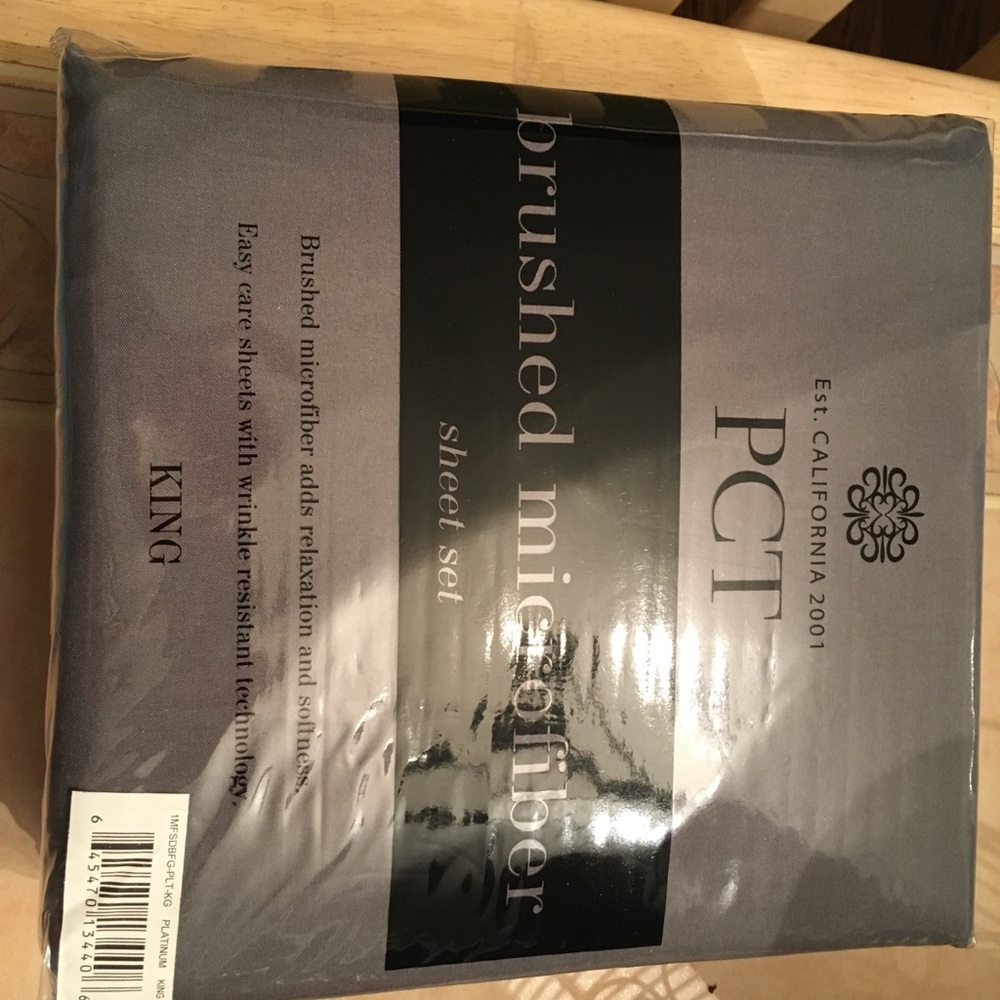 Est. CALIFORNIA 2001
PCT
brushed microfiber
sheet set
Brushed microfiber adds relaxation and softness.
Easy care sheets with wrinkle resistant technology.
KING
1MFSDBFG-PLT-KG PLATINUM KING
6 45470 13440 6